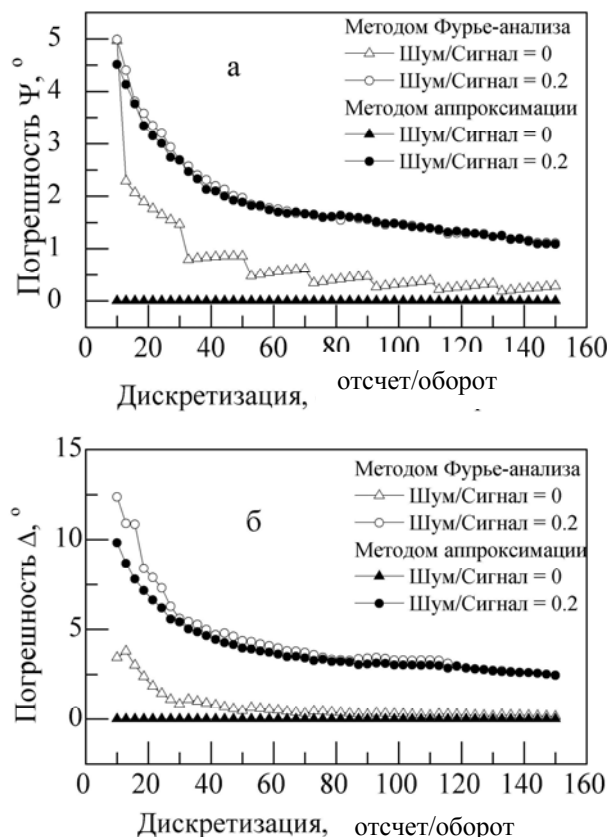 Методом Фурье-анализа
Шум/Сигнал = 0
Шум/Сигнал = 0.2
Методом аппроксимации
Шум/Сигнал = 0
Шум/Сигнал = 0.2
а
Погрешность Ψ, °
5
4
3
2
1
0
0 20 40 60 80 100 120 140 160
Дискретизация, отсчет/оборот
Методом Фурье-анализа
Шум/Сигнал = 0
Шум/Сигнал = 0.2
Методом аппроксимации
Шум/Сигнал = 0
Шум/Сигнал = 0.2
б
Погрешность Δ, °
15
10
5
0
0 20 40 60 80 100 120 140 160
Дискретизация, отсчет/оборот